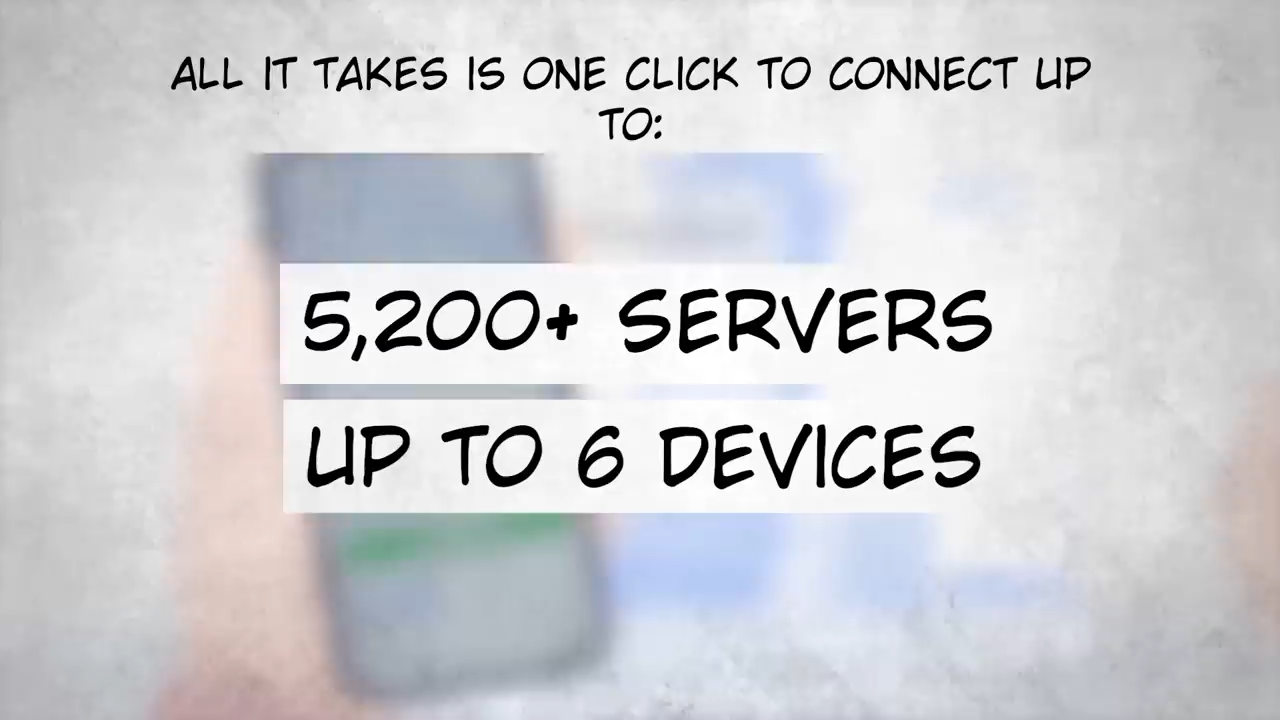 ALL IT TAKES IS ONE CLICK TO CONNECT UP
TO:
5,200+ SERVERS
UP TO 6 DEVICES